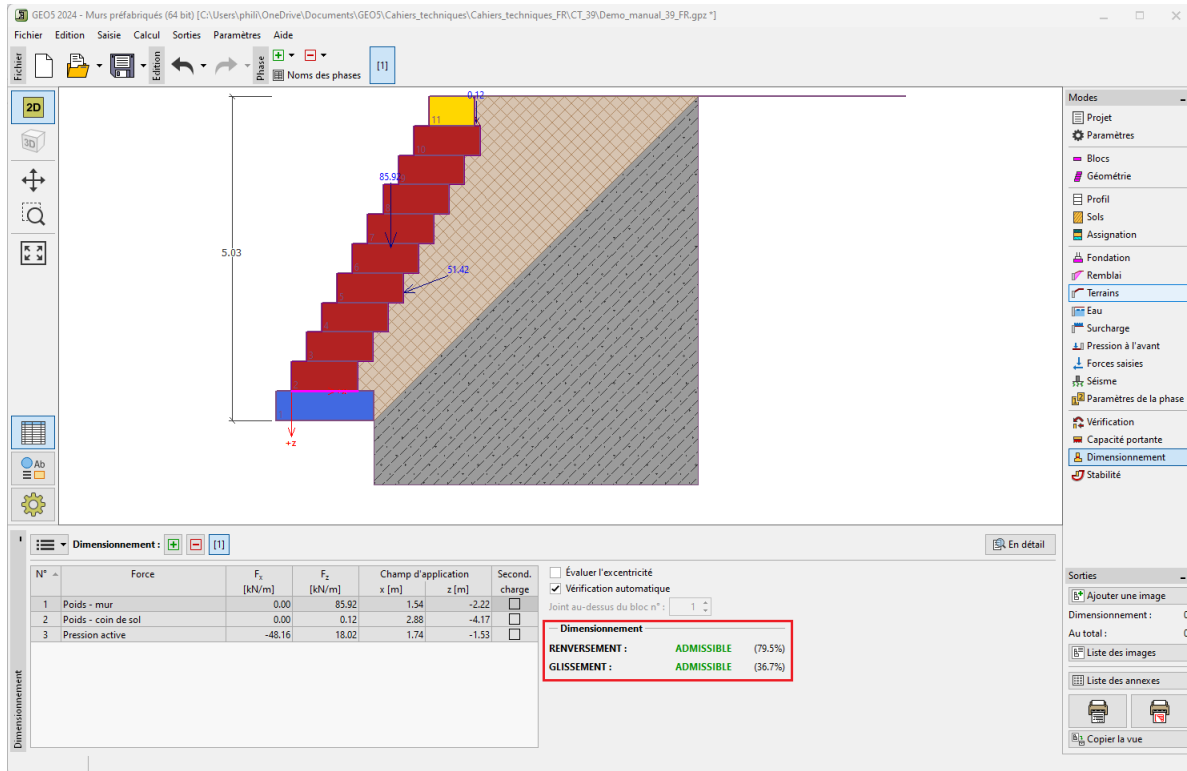 GEO5 2024 - Murs préfabriqués (64 bit) [C:\Users\phili\OneDrive\Documents\GEO5\Cahiers_techniques\Cahiers_techniques_FR\CT_39\Demo_manual_39_FR.gpz *]
Fichier Edition Saisie Calcul Sorties Paramètres Aide
Fichier
Edition
Phase
Noms des phases
[1]
2D
3D
Ab
0.12
11
10
85.92
5.03
51.42
+z
Modes
Projet
Paramètres
Blocs
Géométrie
Profil
Sols
Assignation
Fondation
Remblai
Terrains
Eau
Surcharge
Pression à l'avant
Forces saisies
Séisme
Paramètres de la phase
Vérification
Capacité portante
Dimensionnement
Stabilité
Dimensionnement : [1]
En détail
N° Force Fx Fz Champ d'application Second.
[kN/m] [kN/m] x [m] z [m] charge
1 Poids - mur 0.00 85.92 1.54 -2.22
2 Poids - coin de sol 0.00 0.12 2.88 -4.17
3 Pression active -48.16 18.02 1.74 -1.53
Évaluer l'excentricité
Vérification automatique
Joint au-dessus du bloc n° : 1
Dimensionnement
RENVERSEMENT : ADMISSIBLE (79.5%)
GLISSEMENT : ADMISSIBLE (36.7%)
Dimensionnement
Sorties
Ajouter une image
Dimensionnement :
Au total :
Liste des images
Liste des annexes
Copier la vue